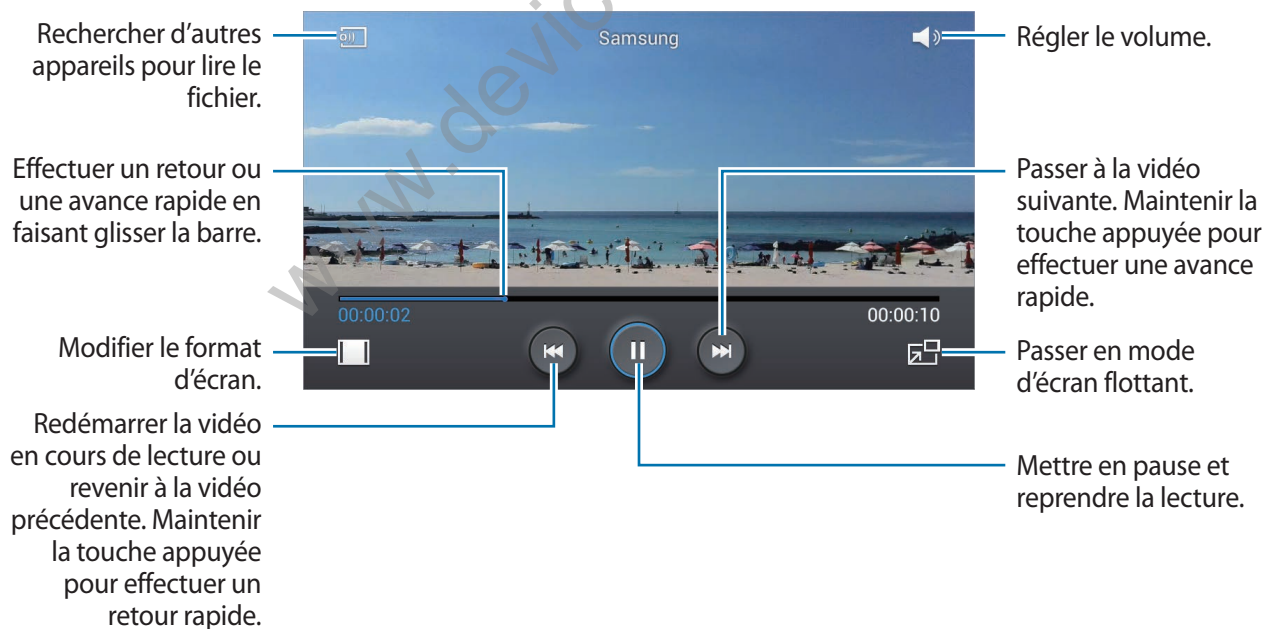 Rechercher d’autres
appareils pour lire le
fichier.
Effectuer un retour ou
une avance rapide en
faisant glisser la barre.
Modifier le format
d’écran.
Redémarrer la vidéo
en cours de lecture ou
revenir à la vidéo
précédente. Maintenir
la touche appuyée
pour effectuer un
retour rapide.
Samsung
00:00:02
00:00:10
Régler le volume.
Passer à la vidéo
suivante. Maintenir la
touche appuyée pour
effectuer une avance
rapide.
Passer en mode
d’écran flottant.
Mettre en pause et
reprendre la lecture.
www.devic